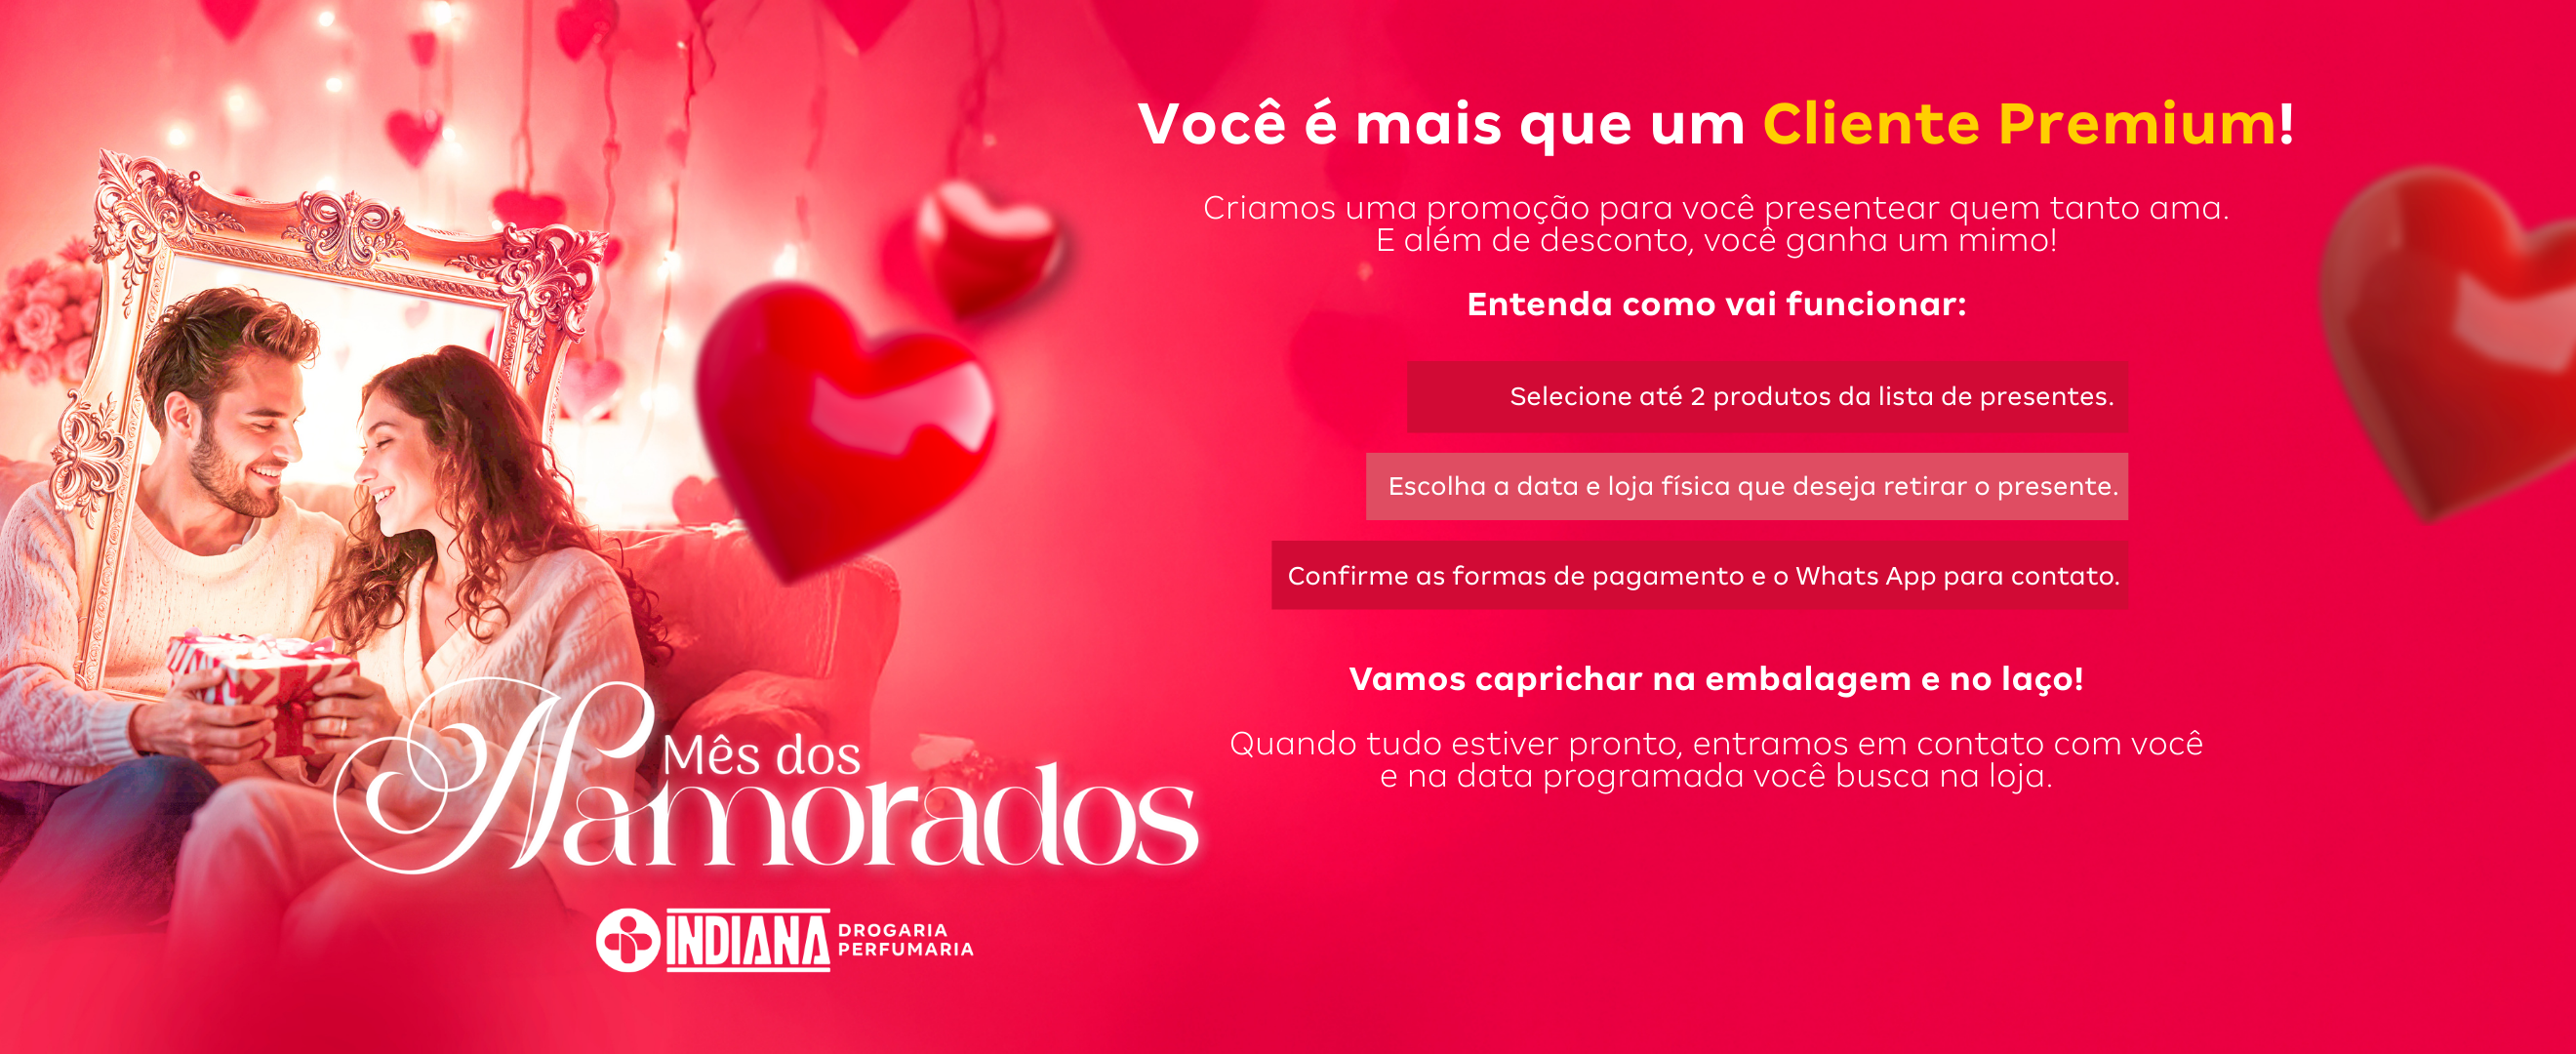 Você é mais que um Cliente Premium!
Criamos uma promoção para você presentear quem tanto ama.
E além de desconto, você ganha um mimo!
Entenda como vai funcionar:
Selecione até 2 produtos da lista de presentes.
Escolha a data e loja física que deseja retirar o presente.
Confirme as formas de pagamento e o Whats App para contato.
Vamos caprichar na embalagem e no laço!
Quando tudo estiver pronto, entramos em contato com você
e na data programada você busca na loja.
Mês dos
Namorados
INDIANA
DROGARIA
PERFUMARIA